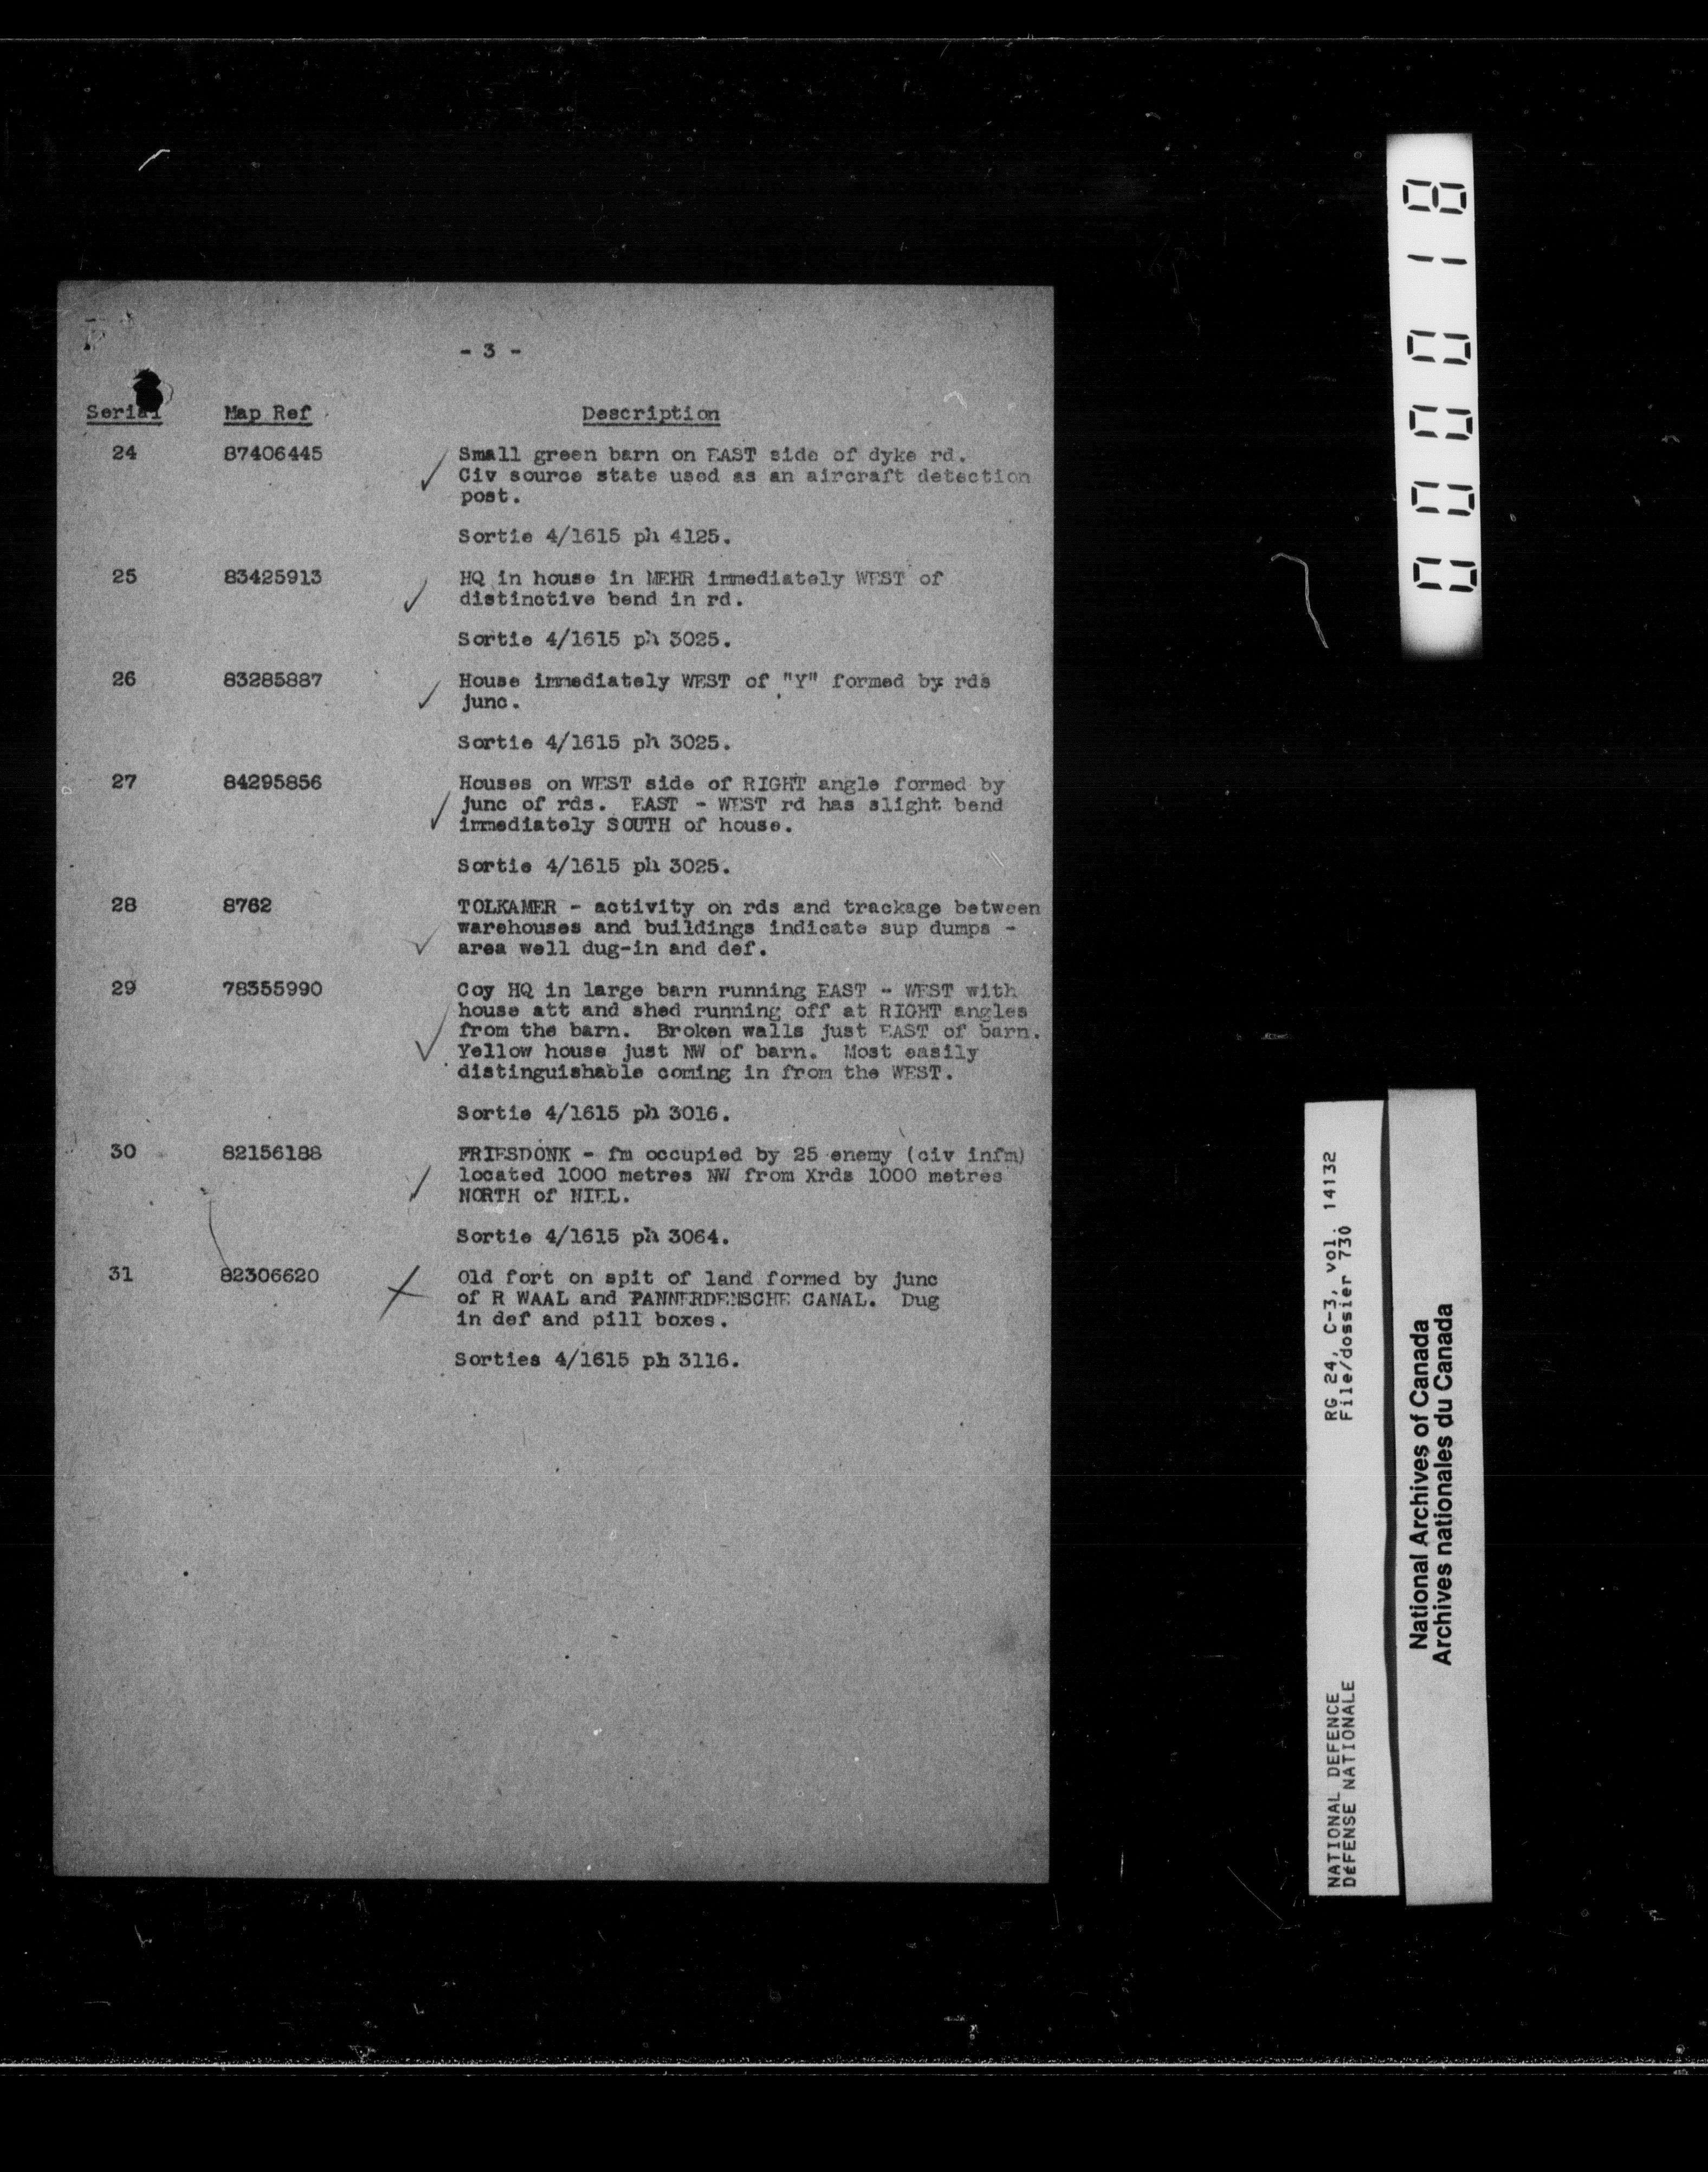 - 3 -
Serial Map Ref Description
24 87406445 Small green barn on EAST side of dyke rd.
Civ source state used as an aircraft detection
post.
Sortie 4/1615 ph 4125.
25 83425913 HQ in house in MEHR immediately WEST of
distinctive bend in rd.
Sortie 4/1615 ph 3025.
26 83285887 House immediately WEST of "Y" formed by rds
junc.
Sortie 4/1615 ph 3025.
27 84295856 Houses on WEST side of RIGHT angle formed by
junc of rds. EAST - WEST rd has slight bend
immediately SOUTH of house.
Sortie 4/1615 ph 3025.
28 8762 TOLKAMER - activity on rds and trackage between
warehouses and buildings indicate sup dumps -
area well dug-in and def.
29 78355990 Coy HQ in large barn running EAST - WEST with
house att and shed running off at RIGHT angles
from the barn. Broken walls just EAST of barn.
Yellow house just NW of barn. Most easily
distinguishable coming in from the WEST.
Sortie 4/1615 ph 3016.
30 82156188 FRIESDONK - fm occupied by 25 enemy (civ infm)
located 1000 metres NW from Xrds 1000 metres
NORTH of NIEL.
Sortie 4/1615 ph 3064.
31 82306620 Old fort on spit of land formed by junc
of R WAAL and PANNERDENSCHE CANAL. Dug
in def and pill boxes.
Sorties 4/1615 ph 3116.
000018
NATIONAL DEFENCE RG 24, C-3, vol. 14132
DéFENSE NATIONALE File/dossier 730
National Archives of Canada
Archives nationales du Canada